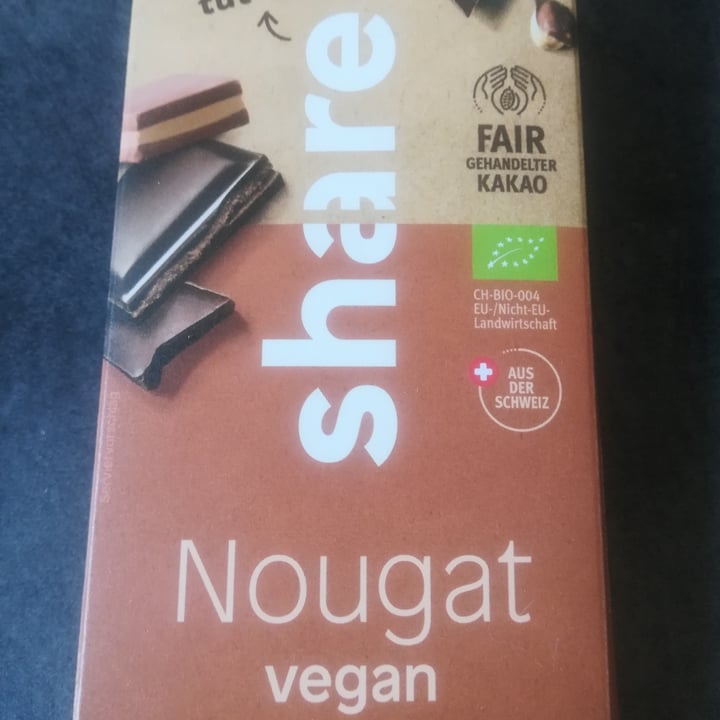 share
FAIR
GEHANDELTER
KAKAO
CH-BIO-004
EU-/Nicht-EU-
Landwirtschaft
AUS
DER
SCHWEIZ
Nougat
vegan